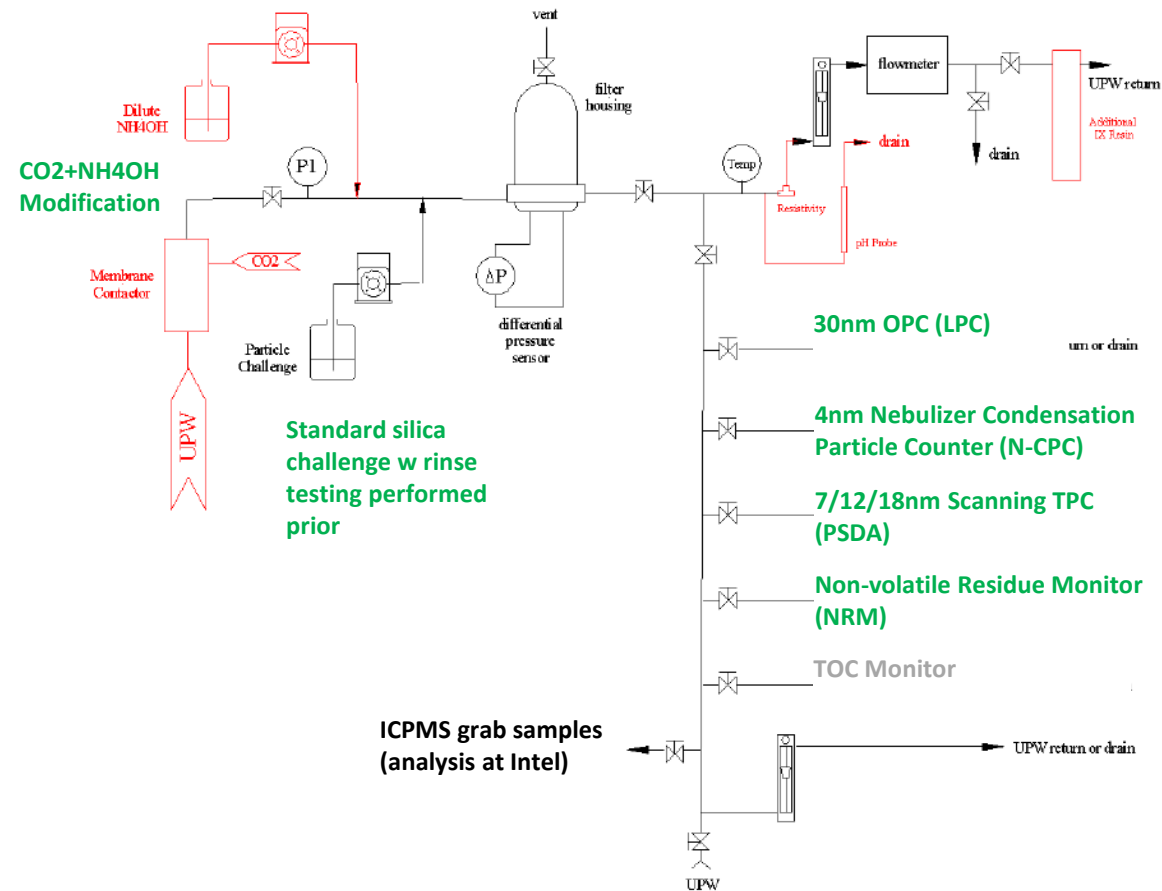 vent
Dilute
NH4OH
filter
housing
flowmeter
UPW return
Additional
IX Resin
drain
drain
CO2+NH4OH
Modification
P1
Temp
Resistivity
pH Probe
CO2
Membrane
Contactor
ΔP
Particle
Challenge
differential
pressure
sensor
UPW
30nm OPC (LPC)
urn or drain
Standard silica
challenge w rinse
testing performed
prior
4nm Nebulizer Condensation
Particle Counter (N-CPC)
7/12/18nm Scanning TPC
(PSDA)
Non-volatile Residue Monitor
(NRM)
TOC Monitor
ICPMS grab samples
(analysis at Intel)
UPW return or drain
UPW